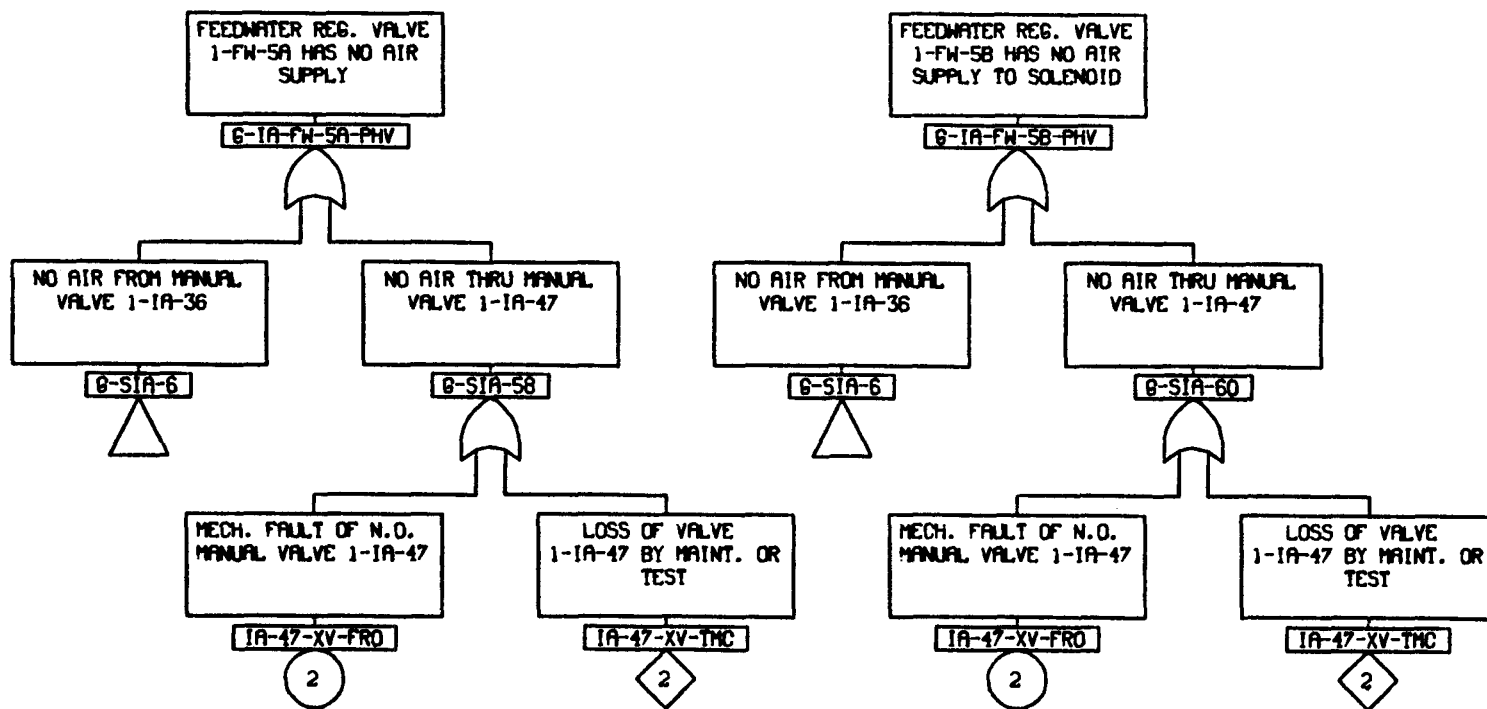 FEEDWATER REG. VALVE
1-FW-5A HAS NO AIR
SUPPLY
G-IA-FW-5A-PHV
NO AIR FROM MANUAL
VALVE 1-IA-36
G-SIA-6
NO AIR THRU MANUAL
VALVE 1-IA-47
G-SIA-58
MECH. FAULT OF N.O.
MANUAL VALVE 1-IA-47
IA-47-XV-FRO
2
LOSS OF VALVE
1-IA-47 BY MAINT. OR
TEST
IA-47-XV-TMC
2
FEEDWATER REG. VALVE
1-FW-5B HAS NO AIR
SUPPLY TO SOLENOID
G-IA-FW-5B-PHV
NO AIR FROM MANUAL
VALVE 1-IA-36
G-SIA-6
NO AIR THRU MANUAL
VALVE 1-IA-47
G-SIA-60
MECH. FAULT OF N.O.
MANUAL VALVE 1-IA-47
IA-47-XV-FRO
2
LOSS OF VALVE
1-IA-47 BY MAINT. OR
TEST
IA-47-XV-TMC
2